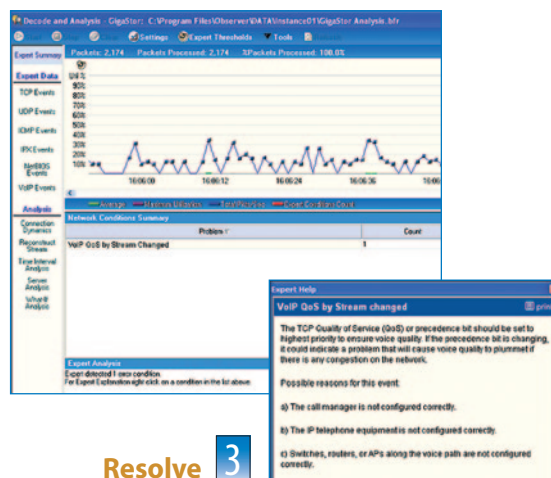 Decode and Analysis - GigaStor: C:\Program Files\Observer\DATA\Instance01\GigaStor Analysis.bfr
Settings Expert Thresholds Tools
Expert Summary
Packets: 2,174 Packets Processed: 2,174 %Packets Processed: 100.0%
Expert Data
TCP Events
UDP Events
ICMP Events
IPX Events
NetBIOS
Events
VoIP Events
Analysis
Connection
Dynamics
Reconstruct
Stream
Time Interval
Analysis
Server
Analysis
What-If
Analysis
90%
80%
70%
60%
50%
40%
30%
20%
10%
16:06:00 16:06:12 16:06:24 16:06:36 16:06
Average Maximum Utilization Expert Conditions Count
Network Conditions Summary
Problem Count
VoIP QoS by Stream Changed 1
Expert Analysis
Expert detected 1 error condition.
For Expert Explanation right click on a condition in the list above.
Expert Help
VoIP QoS by Stream changed
print
The TCP Quality of Service (QoS) or precedence bit should be set to
highest priority to ensure voice quality. If the precedence bit is changing,
it could indicate a problem that will cause voice quality to plummet if
there is any congestion on the network.
Possible reasons for this event:
a) The call manager is not configured correctly.
b) The IP telephone equipment is not configured correctly.
c) Switches, routers, or APs along the voice path are not configured
correctly.
Resolve 3